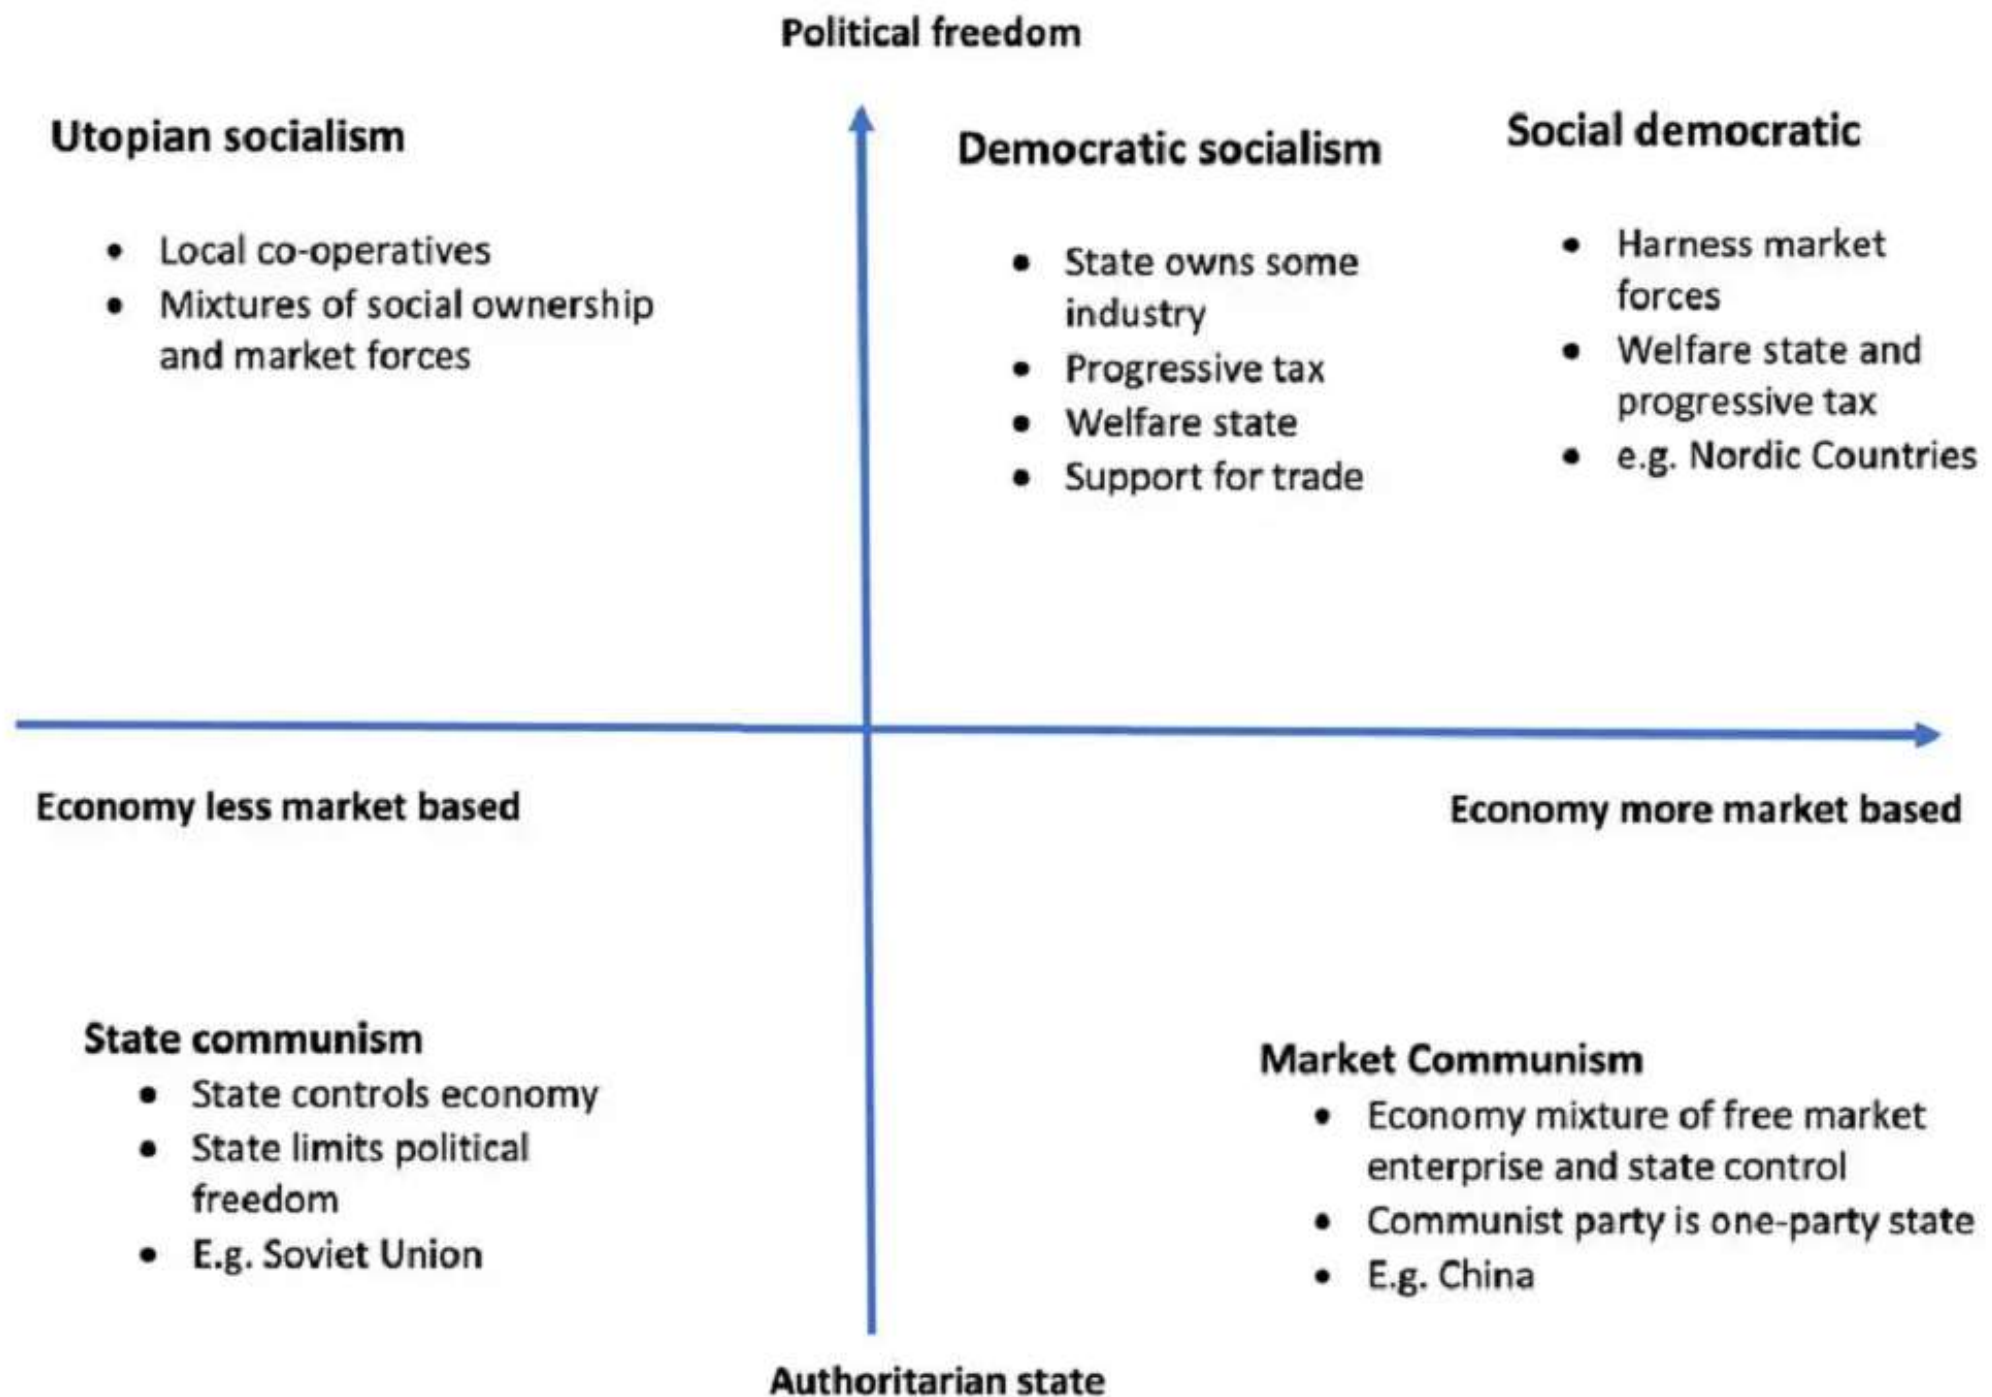 Political freedom
Utopian socialism
• Local co-operatives
• Mixtures of social ownership
and market forces
Democratic socialism
• State owns some
industry
• Progressive tax
• Welfare state
• Support for trade
Social democratic
• Harness market
forces
• Welfare state and
progressive tax
• e.g. Nordic Countries
Economy less market based
Economy more market based
State communism
• State controls economy
• State limits political
freedom
• E.g. Soviet Union
Market Communism
• Economy mixture of free market
enterprise and state control
• Communist party is one-party state
• E.g. China
Authoritarian state